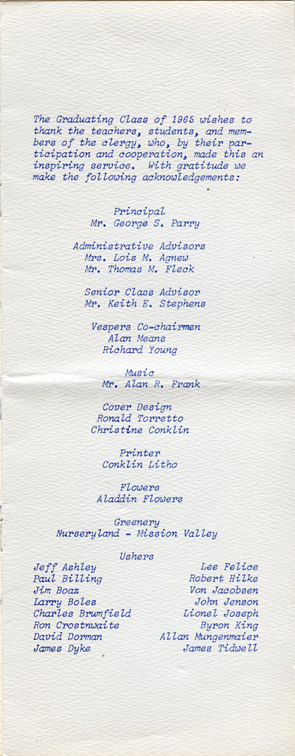 The Graduating Class of 1965 wishes to
thank the teachers, students, and mem-
bers of the clergy, who, by their par-
ticipation and cooperation, made this an
inspiring service. With gratitude we
make the following acknowledgements:
Principal
Mr. George S. Parry
Administrative Advisors
Mrs. Lois M. Agnew
Mr. Thomas M. Fleck
Senior Class Advisor
Mr. Keith E. Stephens
Vespers Co-chairmen
Alan Means
Richard Young
Music
Mr. Alan R. Frank
Cover Design
Ronald Torretto
Christine Conklin
Printer
Conklin Litho
Flowers
Aladdin Flowers
Greenery
Nurseryland - Mission Valley
Ushers
Jeff Ashley Lee Felice
Paul Billing Robert Hilke
Jim Boaz Von Jacobsen
Larry Boles John Jenson
Charles Brumfield Lionel Joseph
Ron Crostnwaite Byron King
David Dorman Allan Mungenmaier
James Dyke James Tidwell